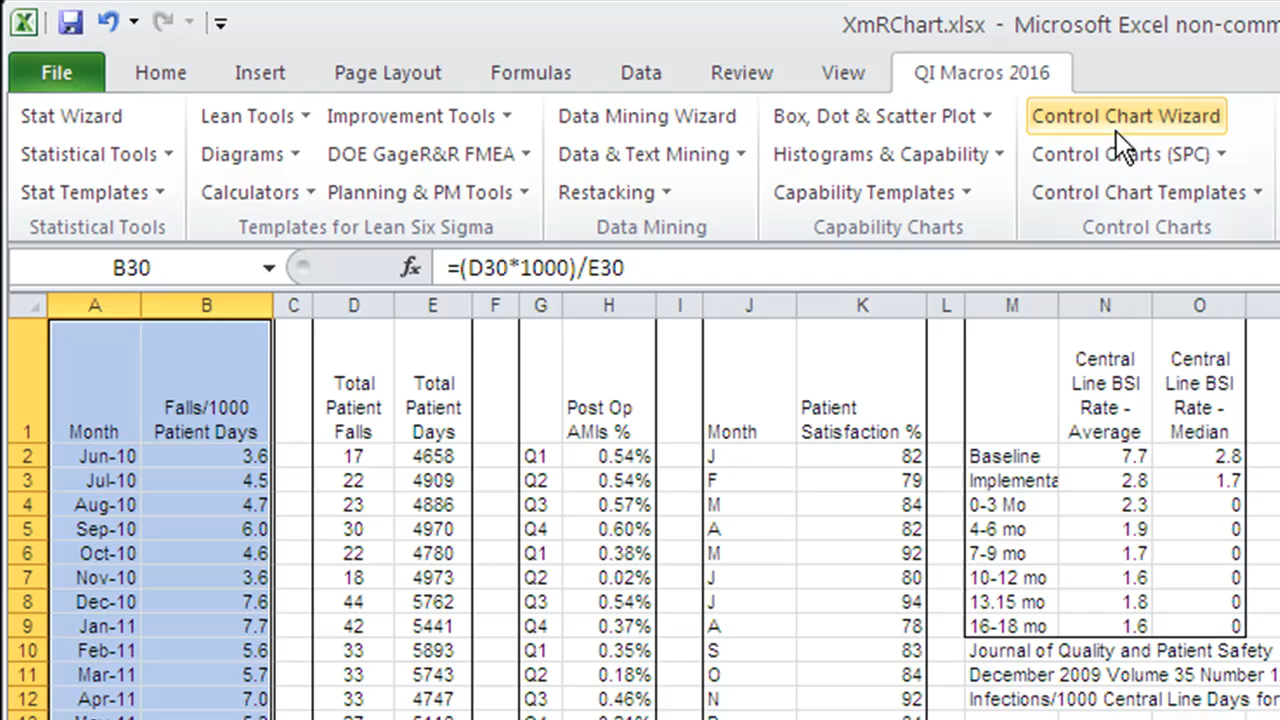 XmRChart.xlsx - Microsoft Excel non-comm
File Home Insert Page Layout Formulas Data Review View QI Macros 2016
Stat Wizard Lean Tools Improvement Tools Data Mining Wizard Box, Dot & Scatter Plot Control Chart Wizard
Statistical Tools Diagrams DOE GageR&R FMEA Data & Text Mining Histograms & Capability Control Charts (SPC)
Stat Templates Calculators Planning & PM Tools Restacking Capability Templates Control Chart Templates
Statistical Tools Templates for Lean Six Sigma Data Mining Capability Charts Control Charts
B30 fx =(D30*1000)/E30
A B C D E F G H I J K L M N O
1 Month Falls/1000 Patient Days Total Patient Falls Total Patient Days Post Op AMIs % Month Patient Satisfaction % Central Line BSI Rate - Average Central Line BSI Rate - Median
2 Jun-10 3.6 17 4658 Q1 0.54% J 82 Baseline 7.7 2.8
3 Jul-10 4.5 22 4909 Q2 0.54% F 79 Implementa 2.8 1.7
4 Aug-10 4.7 23 4886 Q3 0.57% M 84 0-3 Mo 2.3 0
5 Sep-10 6.0 30 4970 Q4 0.60% A 82 4-6 mo 1.9 0
6 Oct-10 4.6 22 4780 Q1 0.38% M 92 7-9 mo 1.7 0
7 Nov-10 3.6 18 4973 Q2 0.02% J 80 10-12 mo 1.6 0
8 Dec-10 7.6 44 5762 Q3 0.54% J 94 13.15 mo 1.8 0
9 Jan-11 7.7 42 5441 Q4 0.37% A 78 16-18 mo 1.6 0
10 Feb-11 5.6 33 5893 Q1 0.35% S 83 Journal of Quality and Patient Safety
11 Mar-11 5.7 33 5743 Q2 0.18% O 84 December 2009 Volume 35 Number 1
12 Apr-11 7.0 33 4747 Q3 0.46% N 92 Infections/1000 Central Line Days for